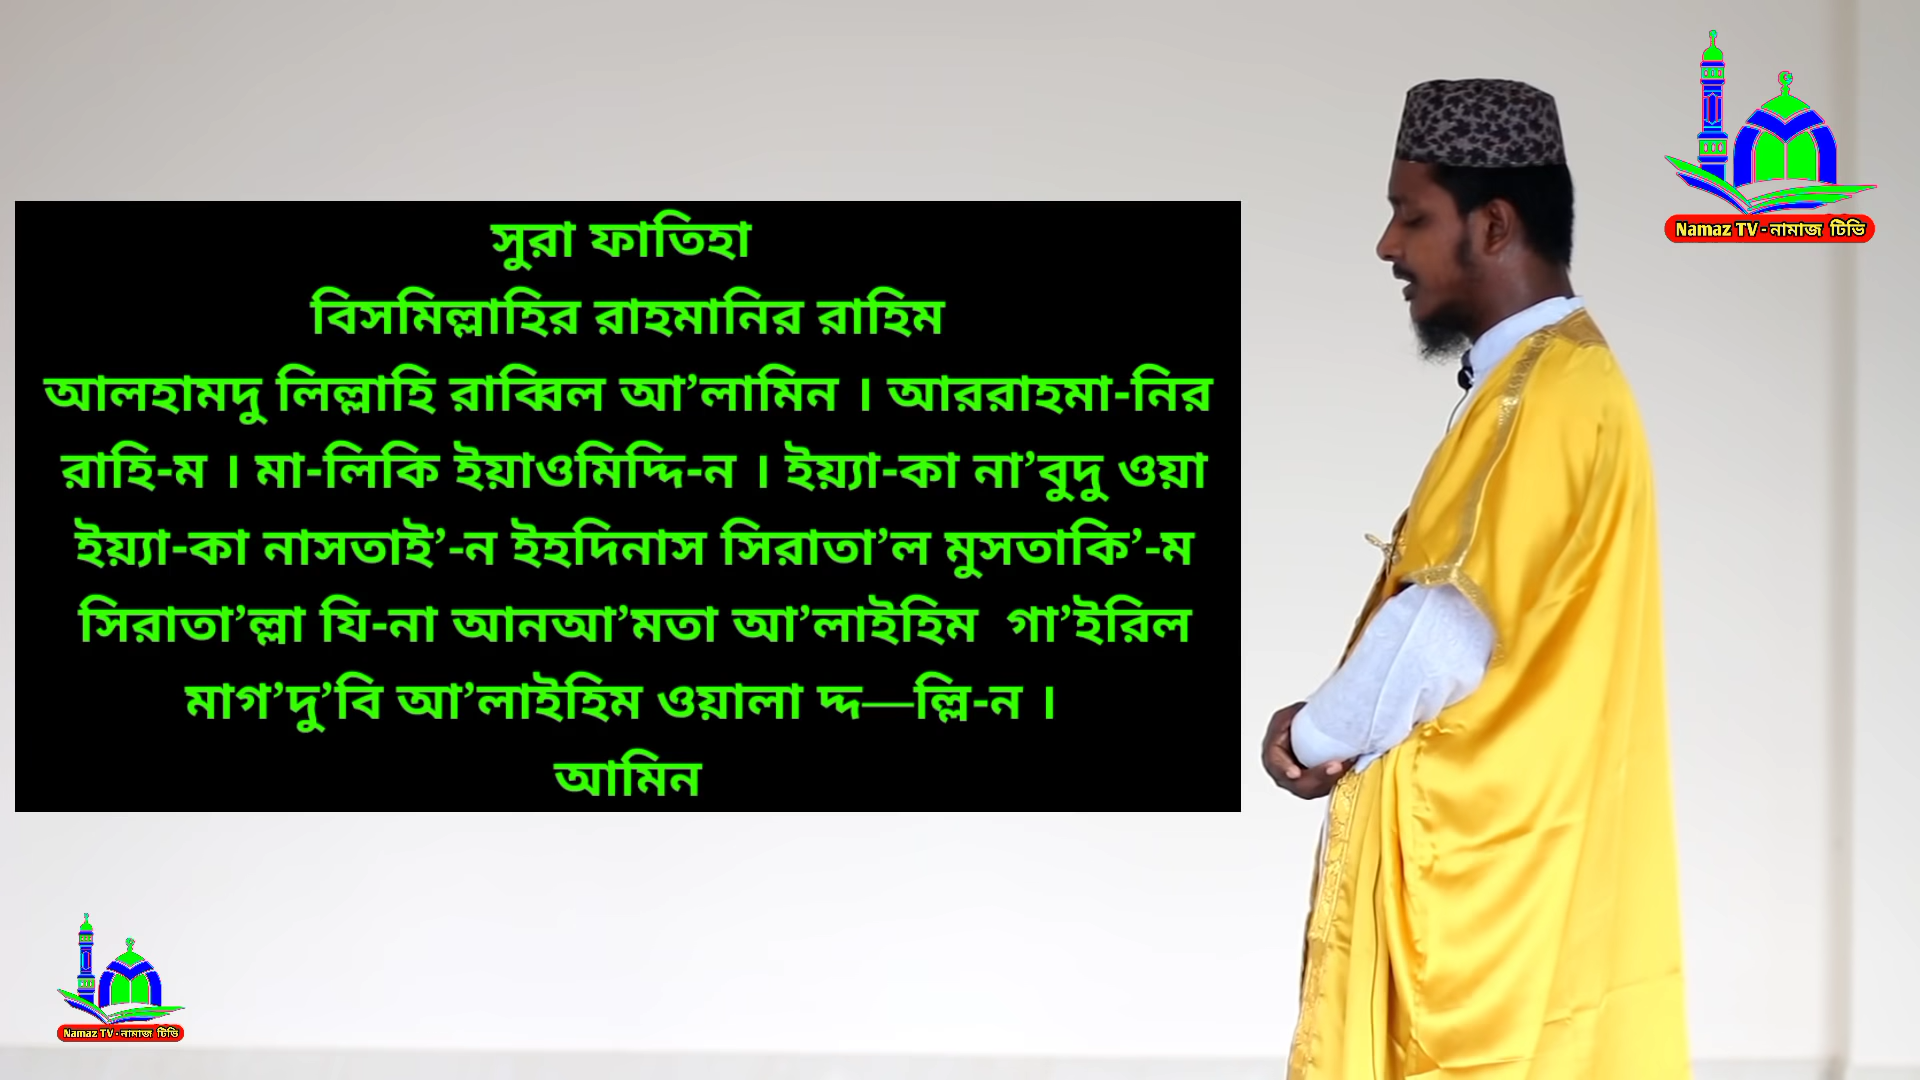 সুরা ফাতিহা
বিসমিল্লাহির রাহমানির রাহিম
আলহামদু লিল্লাহি রাব্বিল আ’লামিন । আররাহমা-নির
রাহি-ম । মা-লিকি ইয়াওমিদ্দি-ন । ইয়্যা-কা না’বুদু ওয়া
ইয়্যা-কা নাসতাই’-ন ইহদিনাস সিরাতা’ল মুসতাকি’-ম
সিরাতা’ল্লা যি-না আনআ’মতা আ’লাইহিম গা’ইরিল
মাগ’দু’বি আ’লাইহিম ওয়ালা দ্দ—ল্লি-ন ।
আমিন
Namaz TV - নামাজ টিভি
Namaz TV - নামাজ টিভি